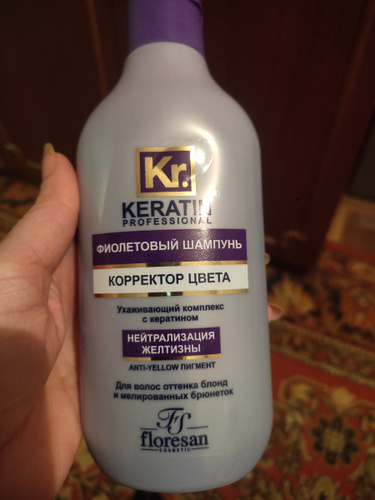 Kr.
KERATIN
PROFESSIONAL
ФИОЛЕТОВЫЙ ШАМПУНЬ
КОРРЕКТОР ЦВЕТА
Ухаживающий комплекс
с кератином
НЕЙТРАЛИЗАЦИЯ
ЖЕЛТИЗНЫ
ANTI-YELLOW ПИГМЕНТ
Для волос оттенка блонд
и мелированных брюнеток
FS
floresan
COSMETIC